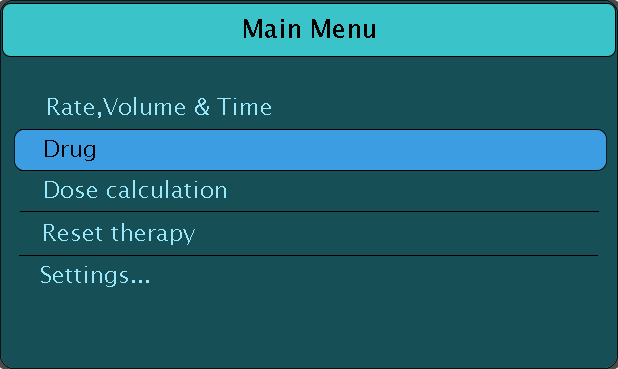 Main Menu
Rate,Volume & Time
Drug
Dose calculation
Reset therapy
Settings...